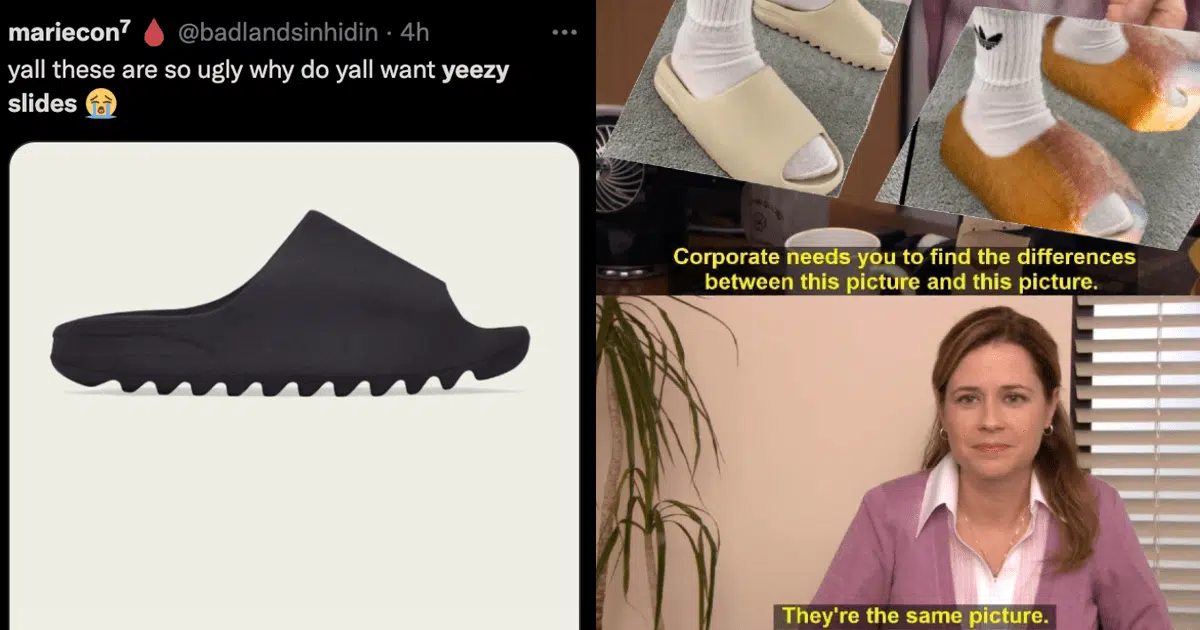 mariecon⁷ 🩸 @badlandsinhidin · 4h
yall these are so ugly why do yall want yeezy
slides 😭
Corporate needs you to find the differences
between this picture and this picture.
They're the same picture.